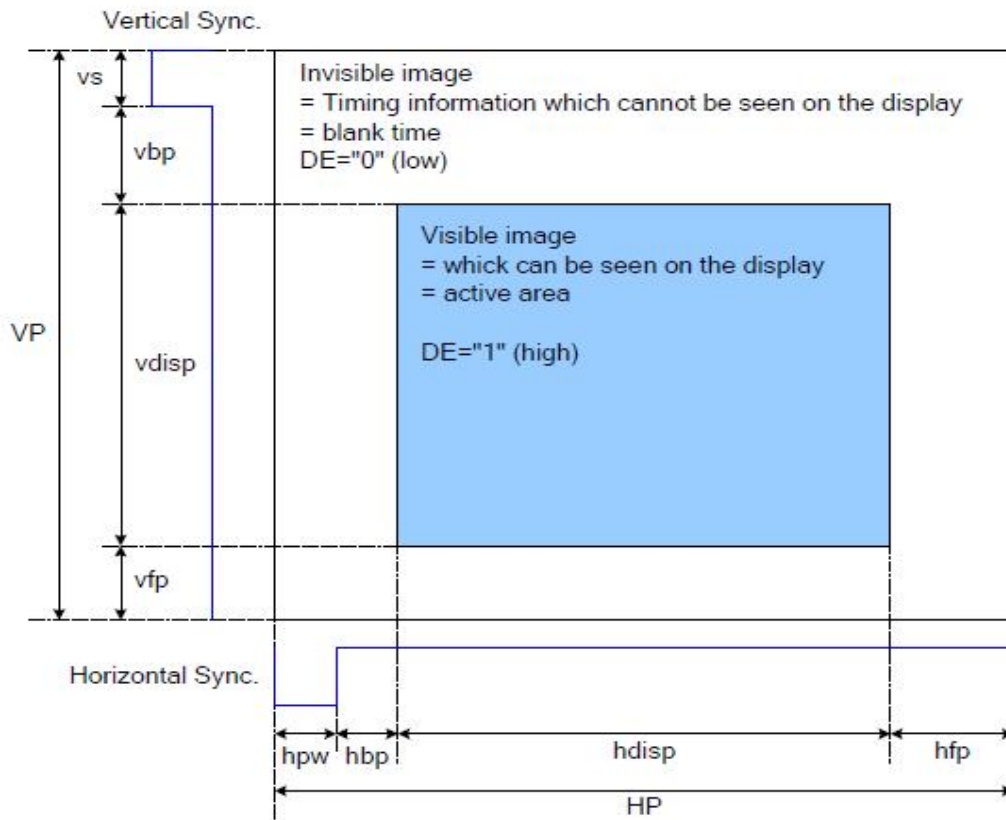 Vertical Sync.
vs
Invisible image
= Timing information which cannot be seen on the display
= blank time
DE="0" (low)
vbp
Visible image
= whick can be seen on the display
= active area
DE="1" (high)
VP
vdisp
vfp
Horizontal Sync.
hpw
hbp
hdisp
hfp
HP